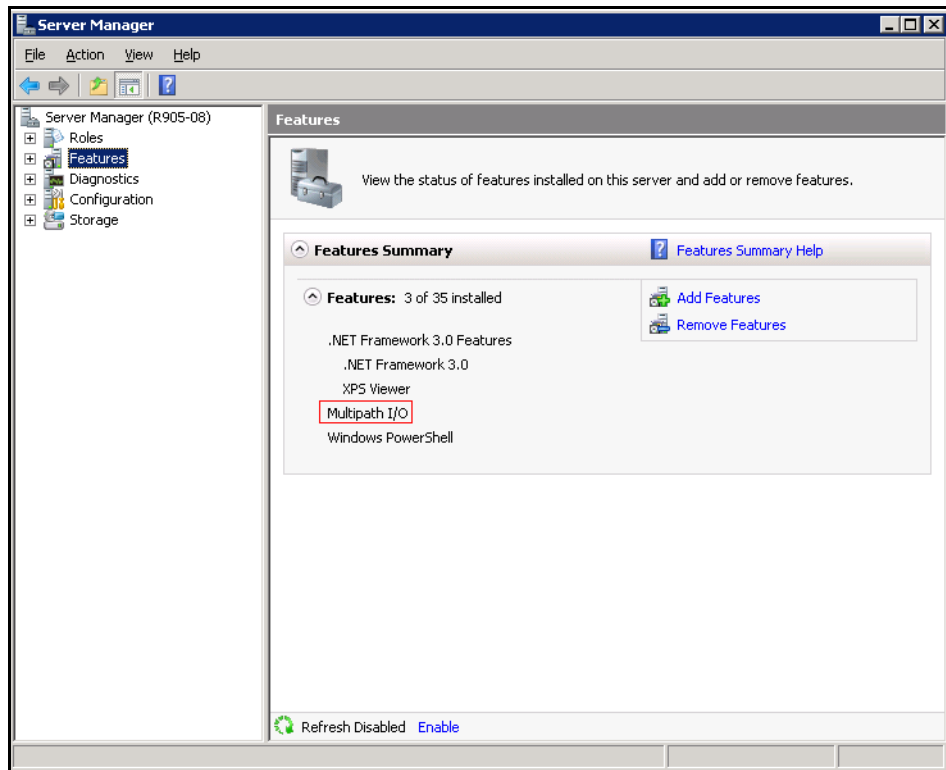 Server Manager
File Action View Help
Server Manager (R905-08)
Roles
Features
Diagnostics
Configuration
Storage
Features
View the status of features installed on this server and add or remove features.
Features Summary
Features Summary Help
Features: 3 of 35 installed
Add Features
Remove Features
.NET Framework 3.0 Features
.NET Framework 3.0
XPS Viewer
Multipath I/O
Windows PowerShell
Refresh Disabled Enable